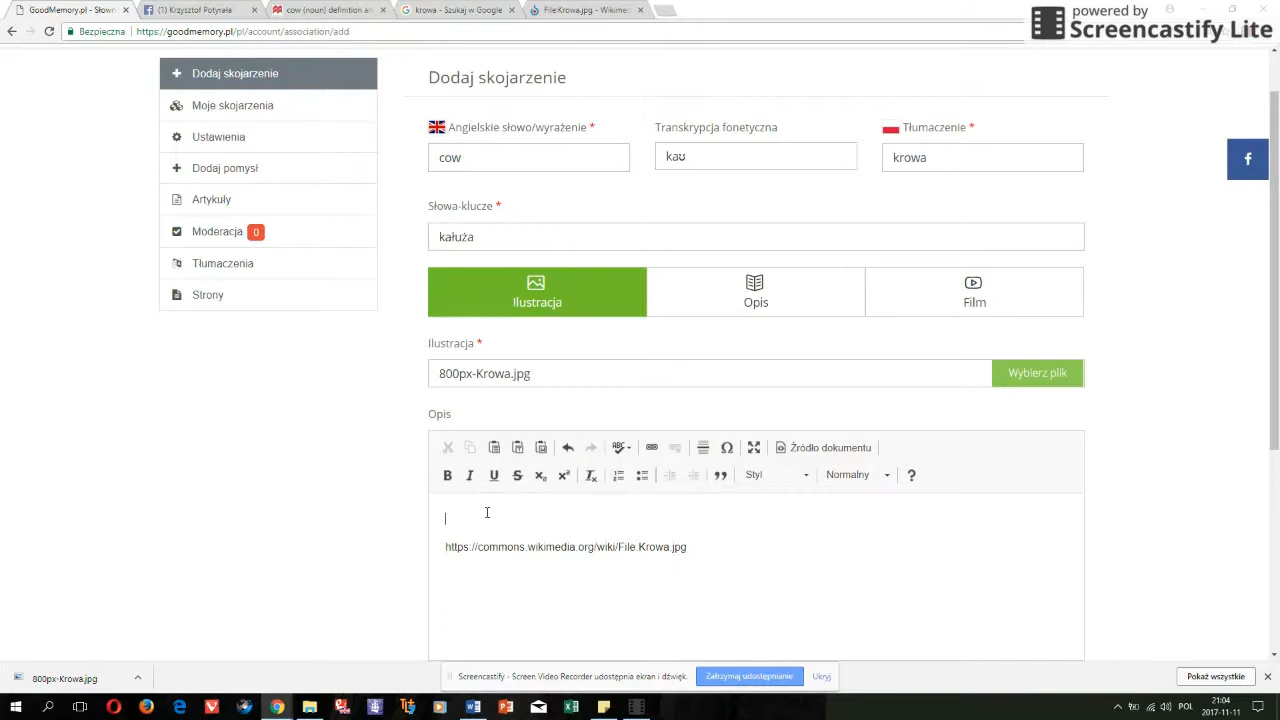 GoodMemory.pl - Słown
(1) Krzysztof Potyrała
cow (noun) definition an
krowa - Szukaj w Google
File:Krowa.jpg - Wikime
powered by
Screencastify Lite
Bezpieczna
https://goodmemory.pl/pl/account/association/add
Dodaj skojarzenie
Moje skojarzenia
Ustawienia
Dodaj pomysł
Artykuły
Moderacja 0
Tłumaczenia
Strony
Dodaj skojarzenie
Angielskie słowo/wyrażenie *
Transkrypcja fonetyczna
Tłumaczenie *
cow
kaʊ
krowa
Słowa-klucze *
kałuża
Ilustracja
Opis
Film
Ilustracja *
800px-Krowa.jpg
Wybierz plik
Opis
ABC
Ω
Źródło dokumentu
B I U S x₂ x² Tx
Styl
Normalny
?
https://commons.wikimedia.org/wiki/File:Krowa.jpg
800px-Krowa.jpg
Screencastify - Screen Video Recorder udostępnia ekran i dźwięk.
Zatrzymaj udostępnianie
Ukryj
Pokaż wszystkie
POL
21:04
2017-11-11